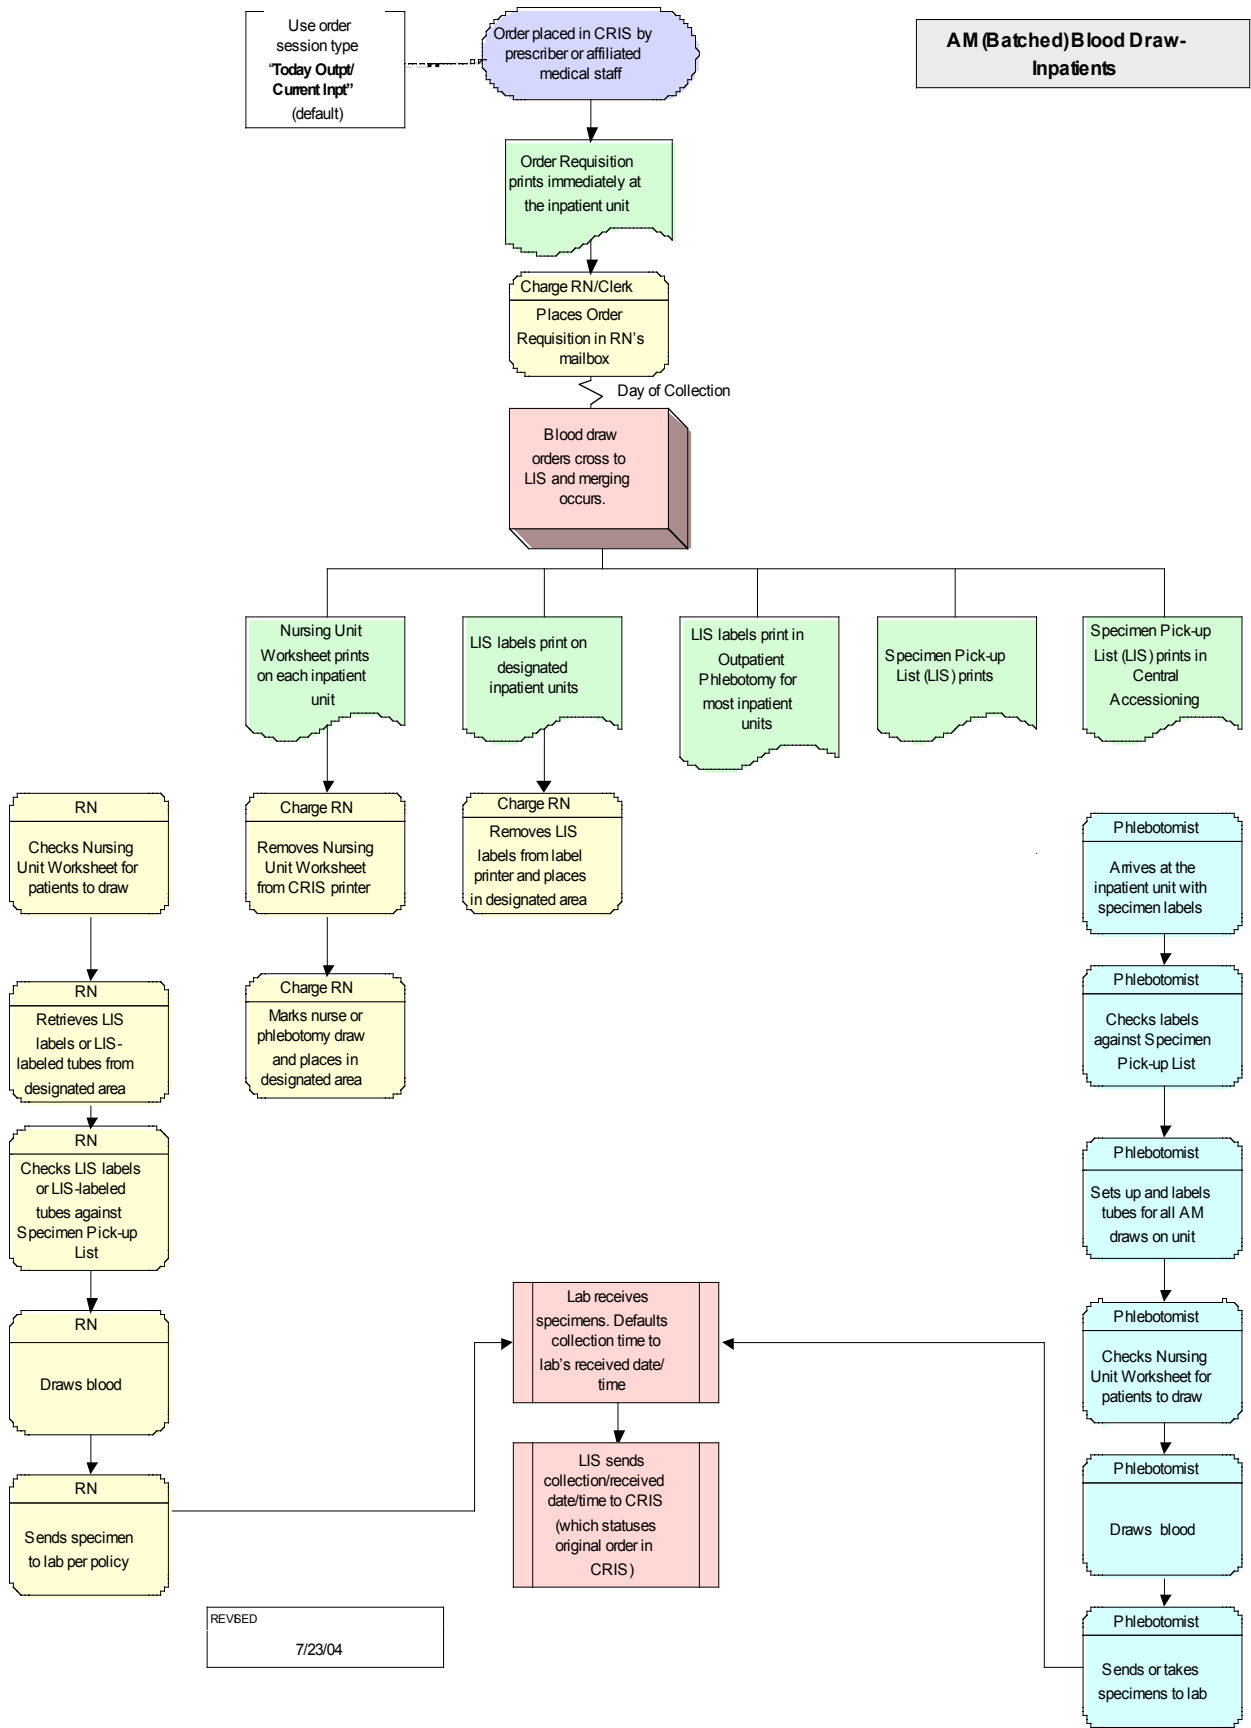 Use order
session type
“Today Outpt/
Current Inpt”
(default)
Order placed in CRIS by
prescriber or affiliated
medical staff
AM (Batched) Blood Draw-
Inpatients
Order Requisition
prints immediately at
the inpatient unit
Charge RN/Clerk
Places Order
Requisition in RN’s
mailbox
Day of Collection
Blood draw
orders cross to
LIS and merging
occurs.
Nursing Unit
Worksheet prints
on each inpatient
unit
LIS labels print on
designated
inpatient units
LIS labels print in
Outpatient
Phlebotomy for
most inpatient
units
Specimen Pick-up
List (LIS) prints
Specimen Pick-up
List (LIS) prints in
Central
Accessioning
RN
Checks Nursing
Unit Worksheet for
patients to draw
Charge RN
Removes Nursing
Unit Worksheet
from CRIS printer
Charge RN
Removes LIS
labels from label
printer and places
in designated area
Phlebotomist
Arrives at the
inpatient unit with
specimen labels
RN
Retrieves LIS
labels or LIS-
labeled tubes from
designated area
Charge RN
Marks nurse or
phlebotomy draw
and places in
designated area
Phlebotomist
Checks labels
against Specimen
Pick-up List
RN
Checks LIS labels
or LIS-labeled
tubes against
Specimen Pick-up
List
Phlebotomist
Sets up and labels
tubes for all AM
draws on unit
RN
Draws blood
Lab receives
specimens. Defaults
collection time to
lab’s received date/
time
Phlebotomist
Checks Nursing
Unit Worksheet for
patients to draw
RN
Sends specimen
to lab per policy
LIS sends
collection/received
date/time to CRIS
(which statuses
original order in
CRIS)
Phlebotomist
Draws blood
Phlebotomist
Sends or takes
specimens to lab
REVISED
7/23/04